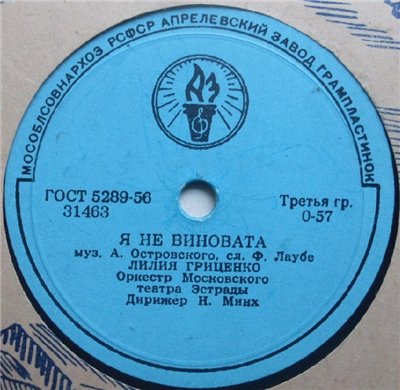 МОСОБЛСОВНАРХОЗ РСФСР АПРЕЛЕВСКИЙ ЗАВОД ГРАМПЛАСТИНОК
АЗ
ГОСТ 5289-56
31463
Третья гр.
0-57
Я НЕ ВИНОВАТА
муз. А. Островского, сл. Ф. Лаубе
ЛИЛИЯ ГРИЦЕНКО
Оркестр Московского
театра Эстрады
Дирижер Н. Минх